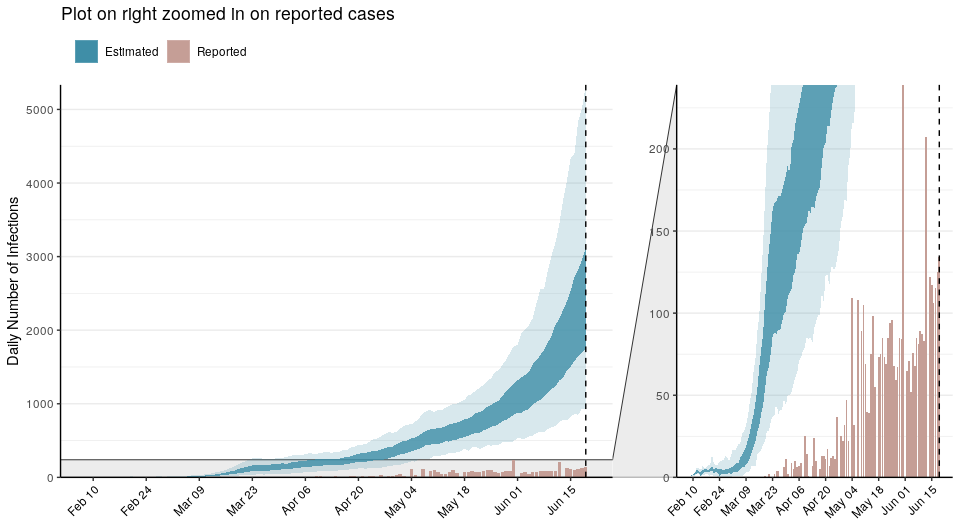 Plot on right zoomed in on reported cases
Estimated Reported
Daily Number of Infections
5000
4000
3000
2000
1000
0
Feb 10 Feb 24 Mar 09 Mar 23 Apr 06 Apr 20 May 04 May 18 Jun 01 Jun 15
200
150
100
50
0
Feb 10 Feb 24 Mar 09 Mar 23 Apr 06 Apr 20 May 04 May 18 Jun 01 Jun 15